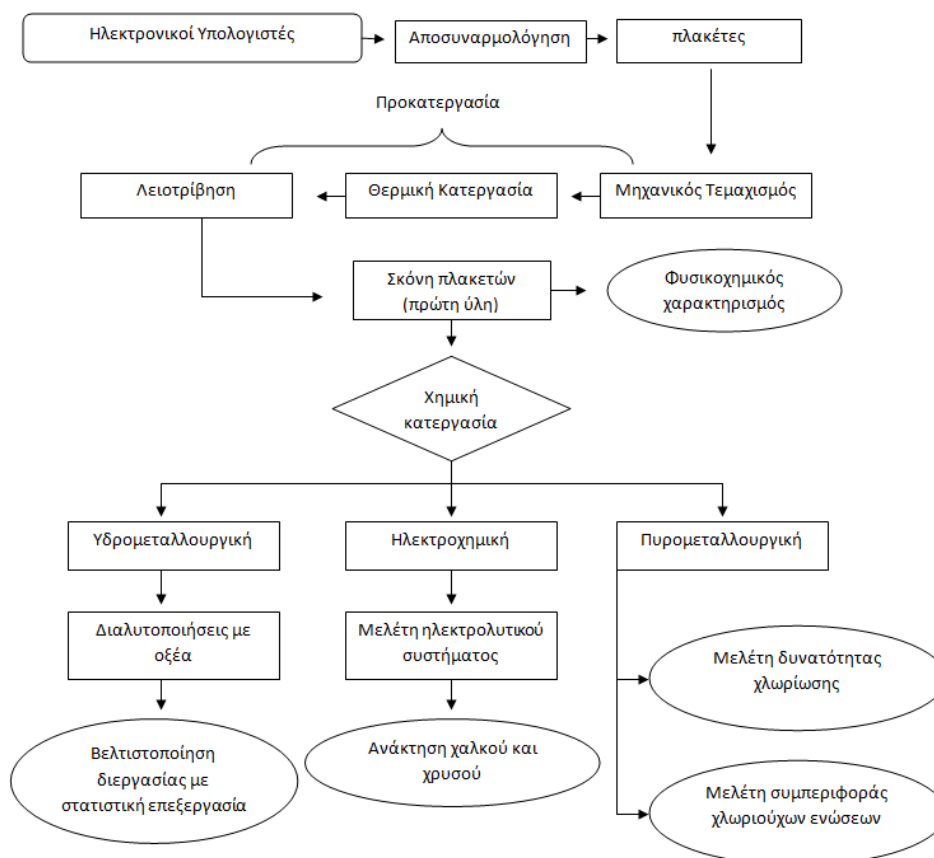 Ηλεκτρονικοί Υπολογιστές
Αποσυναρμολόγηση
πλακέτες
Προκατεργασία
Λειοτρίβηση
Θερμική Κατεργασία
Μηχανικός Τεμαχισμός
Σκόνη πλακετών
(πρώτη ύλη)
Φυσικοχημικός
χαρακτηρισμός
Χημική
κατεργασία
Υδρομεταλλουργική
Ηλεκτροχημική
Πυρομεταλλουργική
Διαλυτοποιήσεις με
οξέα
Μελέτη ηλεκτρολυτικού
συστήματος
Μελέτη δυνατότητας
χλωρίωσης
Βελτιστοποίηση
διεργασίας με
στατιστική επεξεργασία
Ανάκτηση χαλκού και
χρυσού
Μελέτη συμπεριφοράς
χλωριούχων ενώσεων